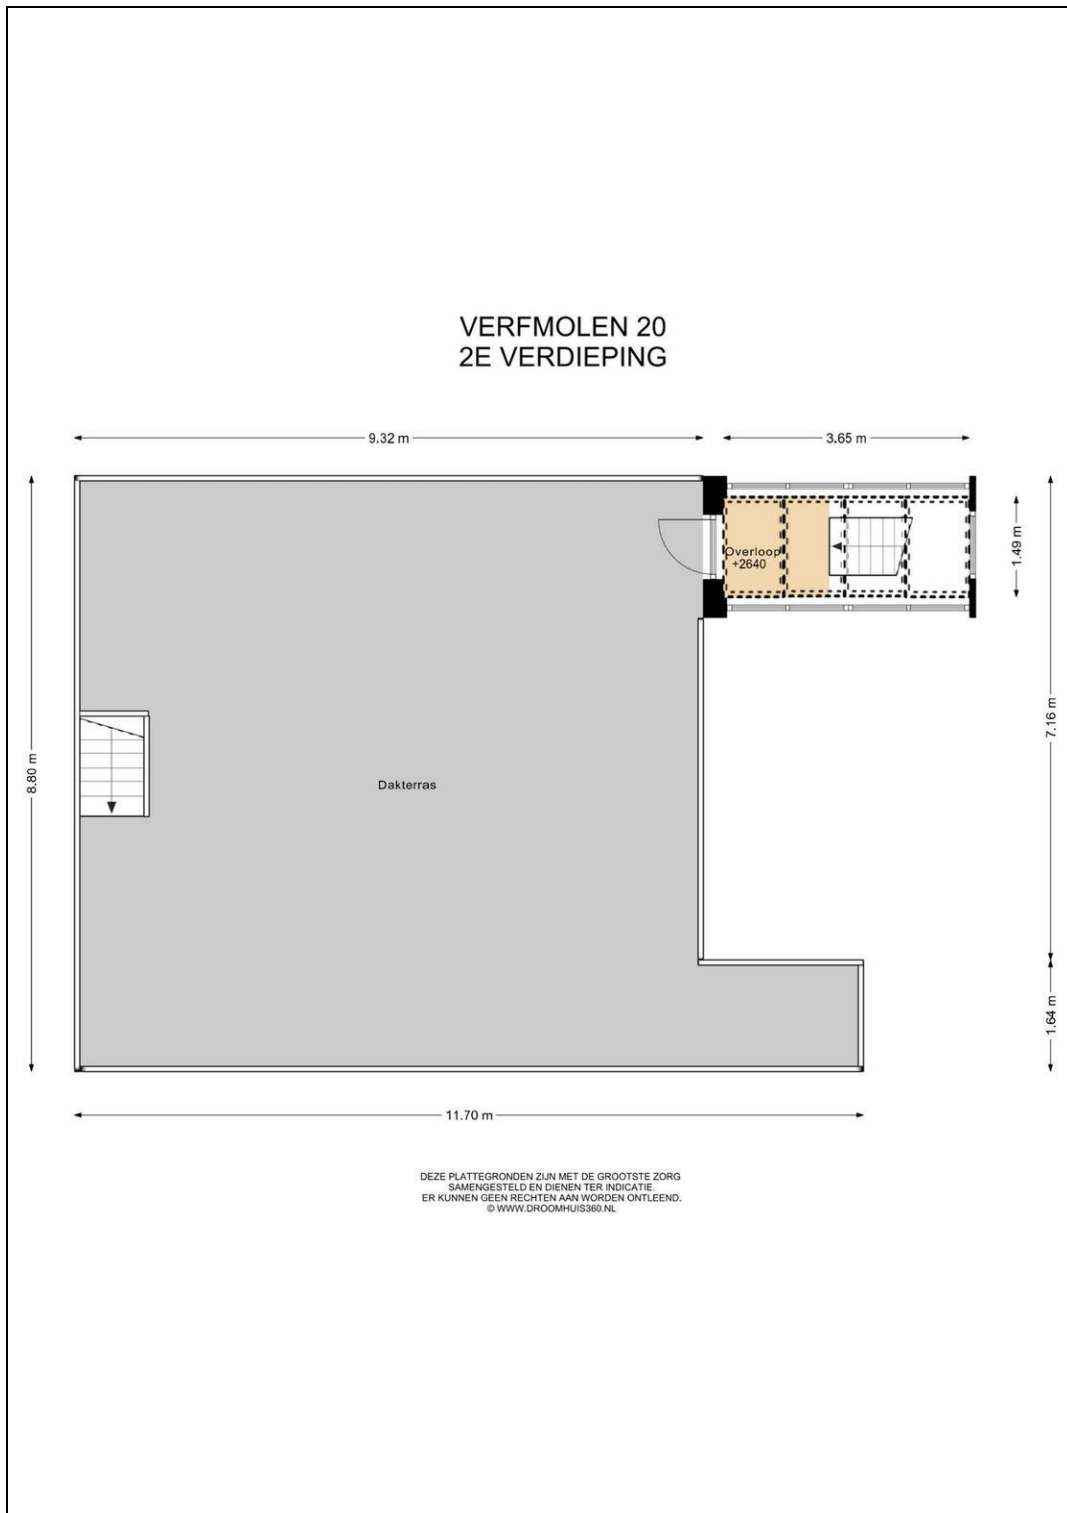 VERFMOLEN 20
2E VERDIEPING
9.32 m
3.65 m
Overloop
+2640
1.49 m
8.80 m
7.16 m
Dakterras
1.64 m
11.70 m
DEZE PLATTEGRONDEN ZIJN MET DE GROOTSTE ZORG
SAMENGESTELD EN DIENEN TER INDICATIE.
ER KUNNEN GEEN RECHTEN AAN WORDEN ONTLEEND.
© WWW.DROOMHUIS360.NL